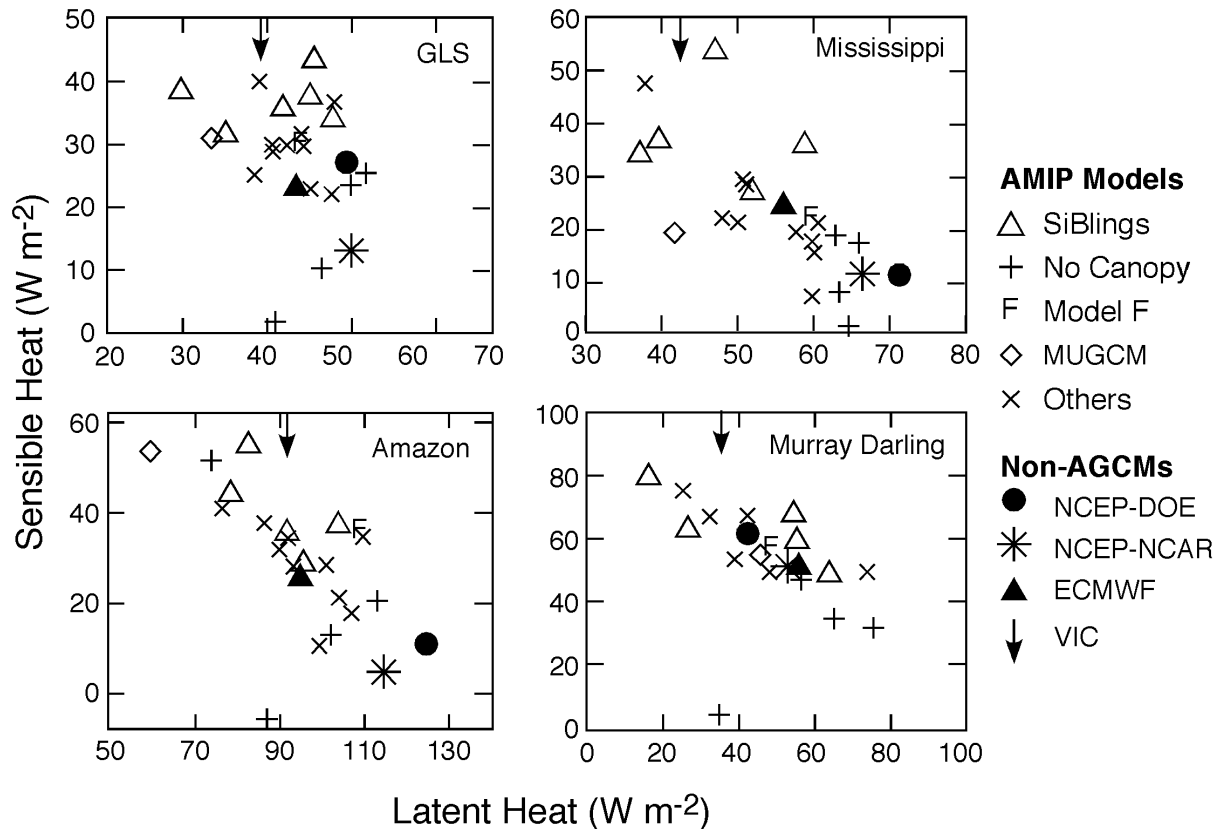 50
40
30
20
10
0
GLS
20
30
40
50
60
70
60
50
40
30
20
10
0
Mississippi
30
40
50
60
70
80
60
40
20
0
Amazon
50
70
90
110
130
100
80
60
40
20
0
Murray Darling
0
20
40
60
80
100
Sensible Heat (W m-2)
Latent Heat (W m-2)
AMIP Models
SiBlings
No Canopy
F Model F
MUGCM
Others
Non-AGCMs
NCEP-DOE
NCEP-NCAR
ECMWF
VIC
F
F
F
F